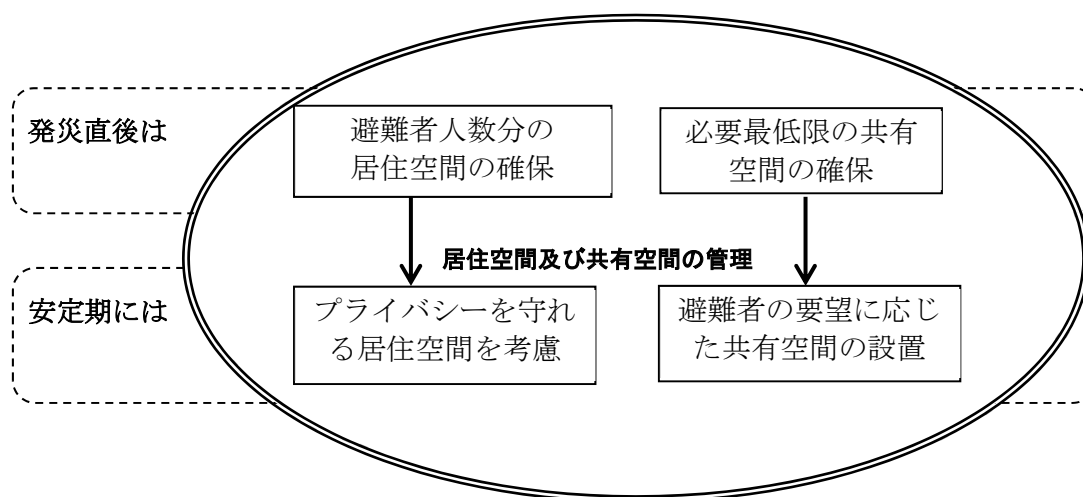 発災直後は
避難者人数分の
居住空間の確保
必要最低限の共有
空間の確保
居住空間及び共有空間の管理
安定期には
プライバシーを守れ
る居住空間を考慮
避難者の要望に応じ
た共有空間の設置